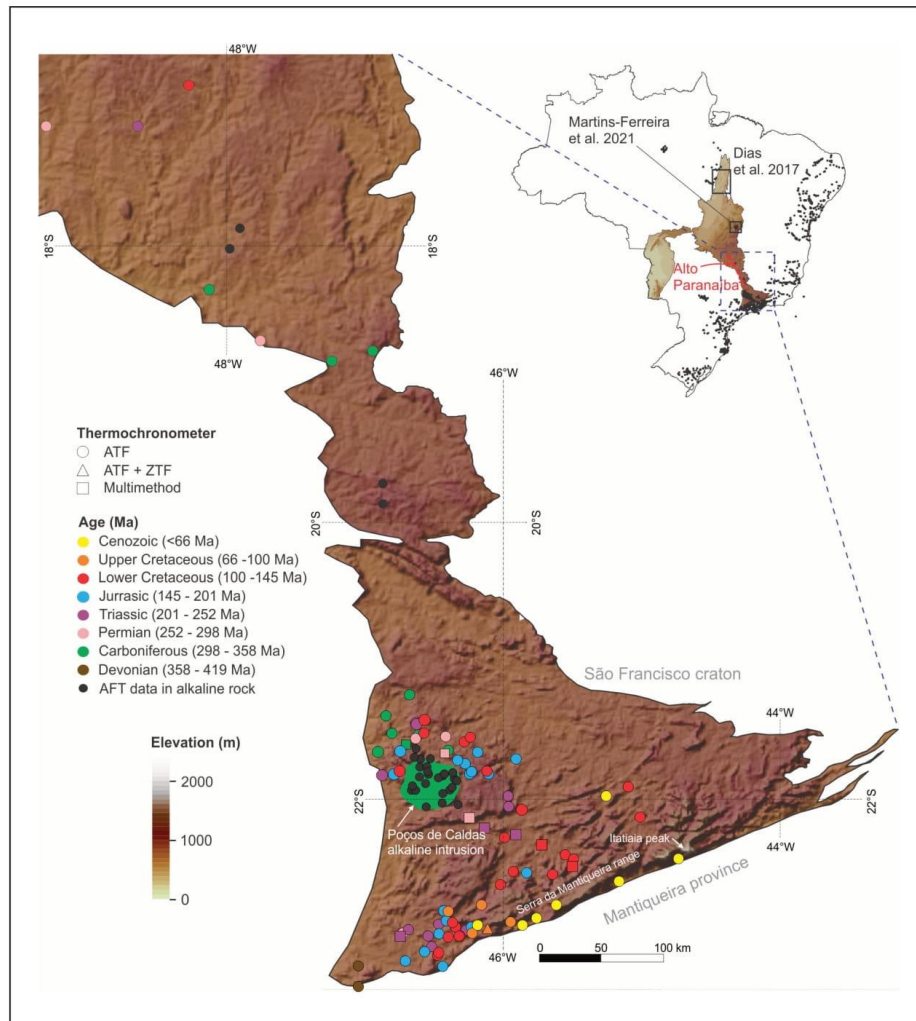 48°W
Martins-Ferreira
et al. 2021
Dias
et al. 2017
18°S
18°S
Alto
Paranaíba
48°W
46°W
Thermochronometer
ATF
ATF + ZTF
Multimethod
20°S
20°S
Age (Ma)
Cenozoic (<66 Ma)
Upper Cretaceous (66 -100 Ma)
Lower Cretaceous (100 -145 Ma)
Jurrasic (145 - 201 Ma)
Triassic (201 - 252 Ma)
Permian (252 - 298 Ma)
Carboniferous (298 - 358 Ma)
Devonian (358 - 419 Ma)
AFT data in alkaline rock
São Francisco craton
44°W
Elevation (m)
2000
1000
0
22°S
22°S
Poços de Caldas
alkaline intrusion
Itatiaia peak
44°W
Serra da Mantiqueira range
Mantiqueira province
46°W
0 50 100 km